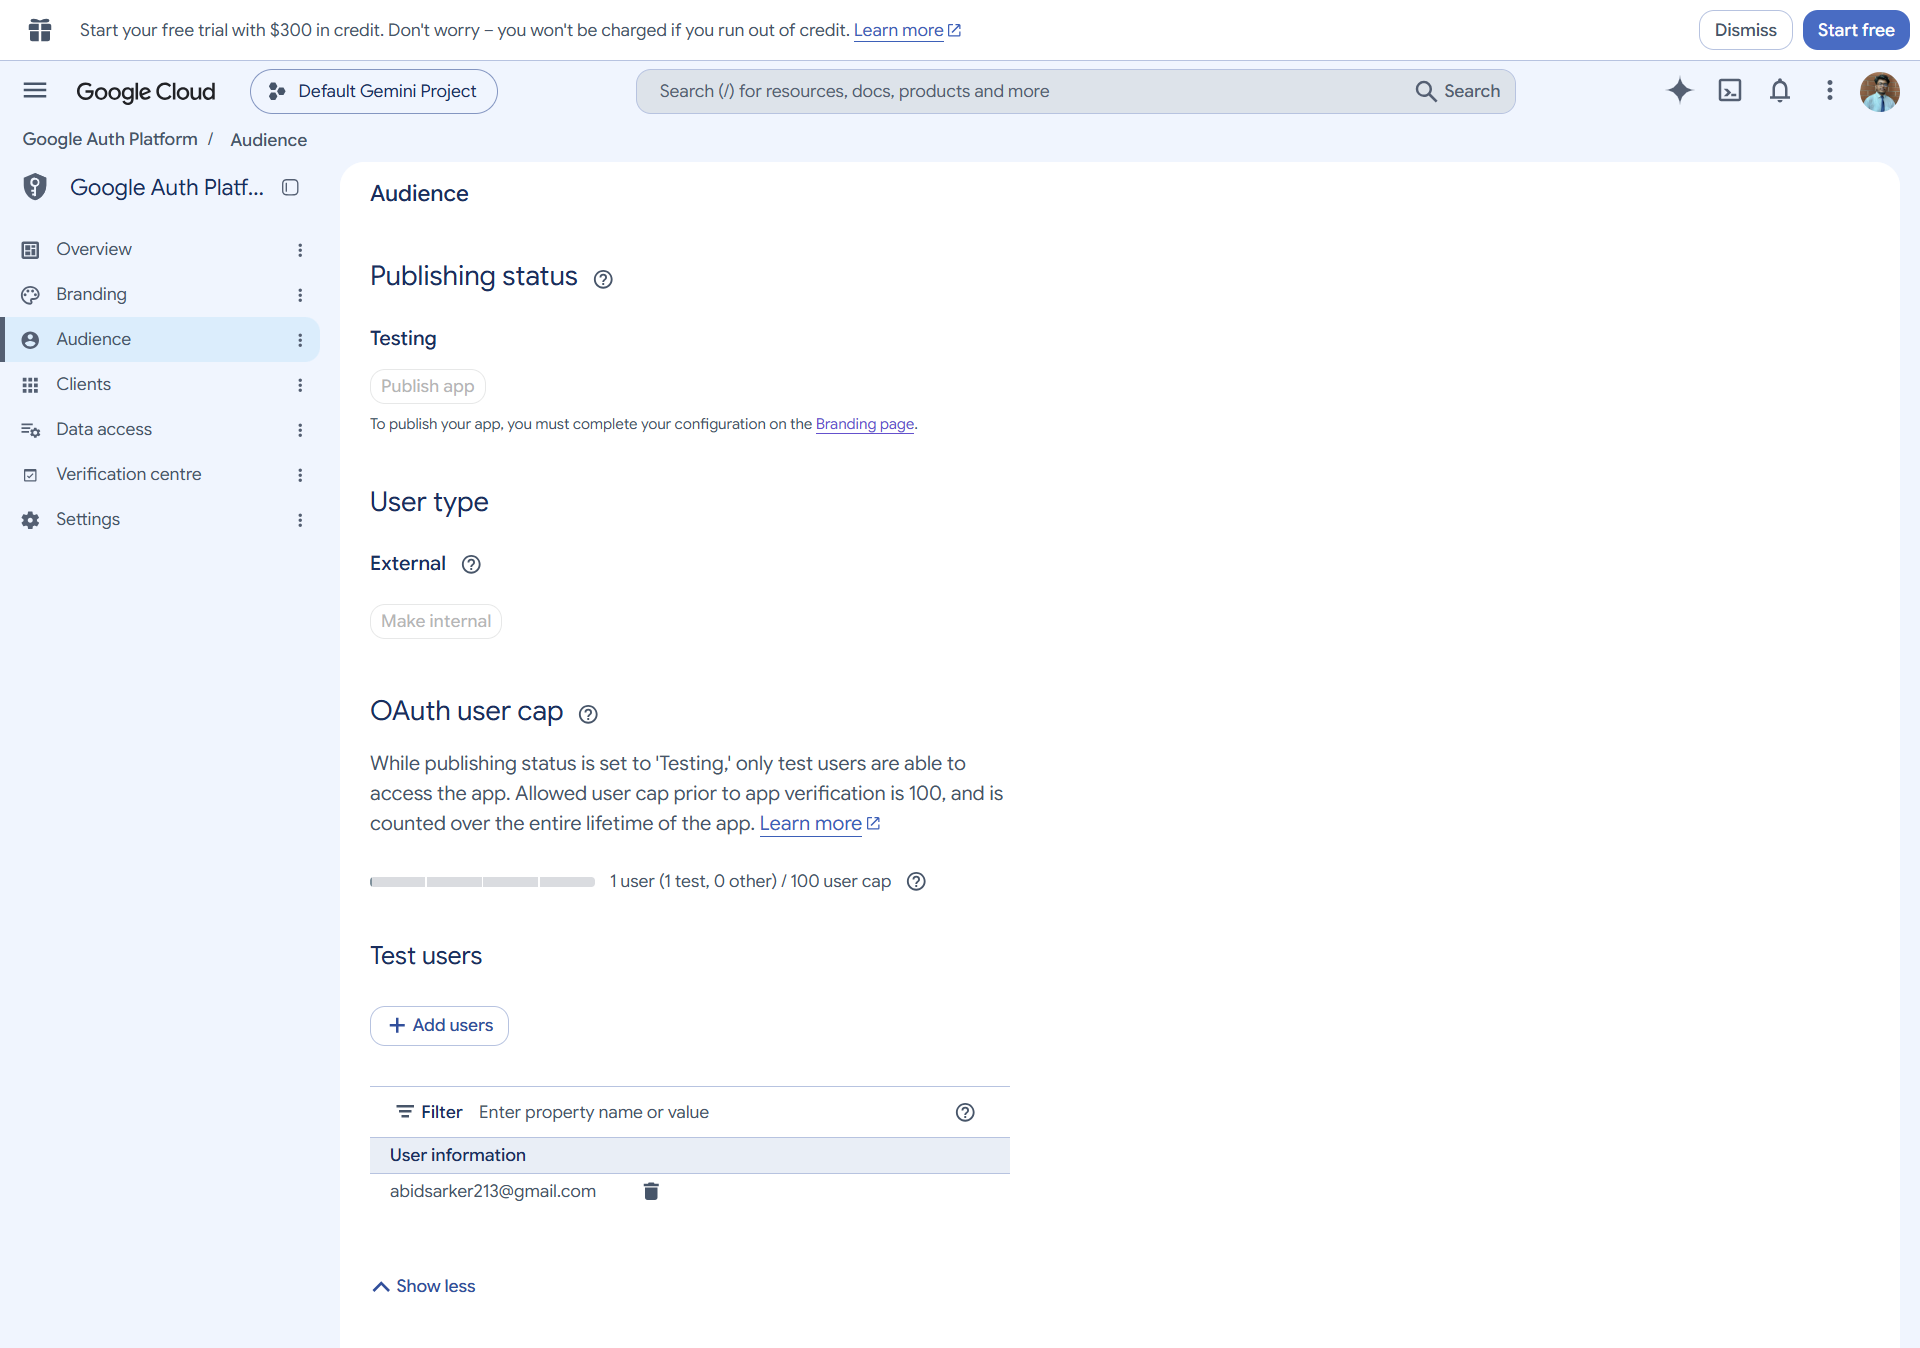 Start your free trial with $300 in credit. Don't worry – you won't be charged if you run out of credit. Learn more
Dismiss
Start free
Google Cloud
Default Gemini Project
Search (/) for resources, docs, products and more
Search
Google Auth Platform / Audience
Google Auth Platf...
Overview
Branding
Audience
Clients
Data access
Verification centre
Settings
Audience
Publishing status
Testing
Publish app
To publish your app, you must complete your configuration on the Branding page.
User type
External
Make internal
OAuth user cap
While publishing status is set to 'Testing,' only test users are able to
access the app. Allowed user cap prior to app verification is 100, and is
counted over the entire lifetime of the app. Learn more
1 user (1 test, 0 other) / 100 user cap
Test users
Add users
Filter Enter property name or value
User information
abidsarker213@gmail.com
Show less